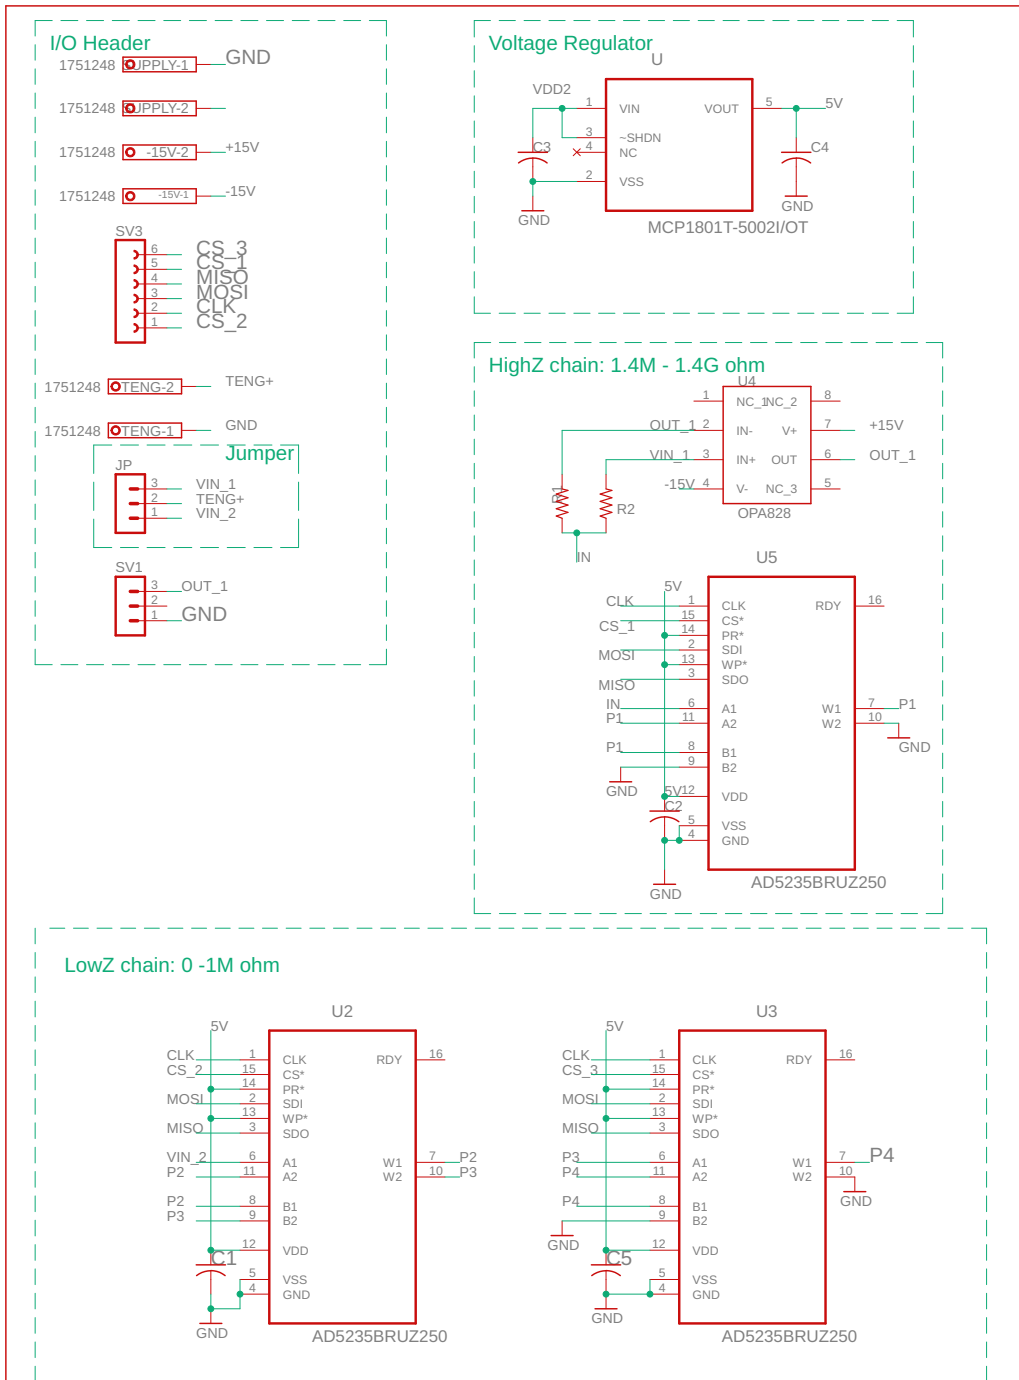 I/O Header
1751248 SUPPLY-1 GND
1751248 SUPPLY-2
1751248 -15V-2 +15V
1751248 -15V-1 -15V
SV3
6 CS_3
5 CS_1
4 MISO
3 MOSI
2 CLK
1 CS_2
1751248 TENG-2 TENG+
1751248 TENG-1 GND
Jumper
JP
3 VIN_1
2 TENG+
1 VIN_2
SV1
3 OUT_1
2
1 GND
Voltage Regulator
U
VDD2
1 VIN VOUT 5 5V
3 ~SHDN
4 NC
C3 C4
2 VSS
GND GND
MCP1801T-5002I/OT
HighZ chain: 1.4M - 1.4G ohm
U4
1 NC_1 NC_2 8
OUT_1 2 IN- V+ 7 +15V
VIN_1 3 IN+ OUT 6 OUT_1
-15V 4 V- NC_3 5
OPA828
R1 R2
IN
U5
5V
CLK 1 CLK RDY 16
CS_1 15 CS*
14 PR*
MOSI 2 SDI
13 WP*
MISO 3 SDO
IN 6 A1 W1 7 P1
P1 11 A2 W2 10
GND
P1 8 B1
9 B2
GND
5V 12 VDD
C2
5 VSS
4 GND
GND
AD5235BRUZ250
LowZ chain: 0 -1M ohm
U2
5V
CLK 1 CLK RDY 16
CS_2 15 CS*
14 PR*
MOSI 2 SDI
13 WP*
MISO 3 SDO
VIN_2 6 A1 W1 7 P2
P2 11 A2 W2 10 P3
P2 8 B1
P3 9 B2
12 VDD
C1
5 VSS
4 GND
GND
AD5235BRUZ250
U3
5V
CLK 1 CLK RDY 16
CS_3 15 CS*
14 PR*
MOSI 2 SDI
13 WP*
MISO 3 SDO
P3 6 A1 W1 7 P4
P4 11 A2 W2 10
GND
P4 8 B1
9 B2
GND
12 VDD
C5
5 VSS
4 GND
GND
AD5235BRUZ250